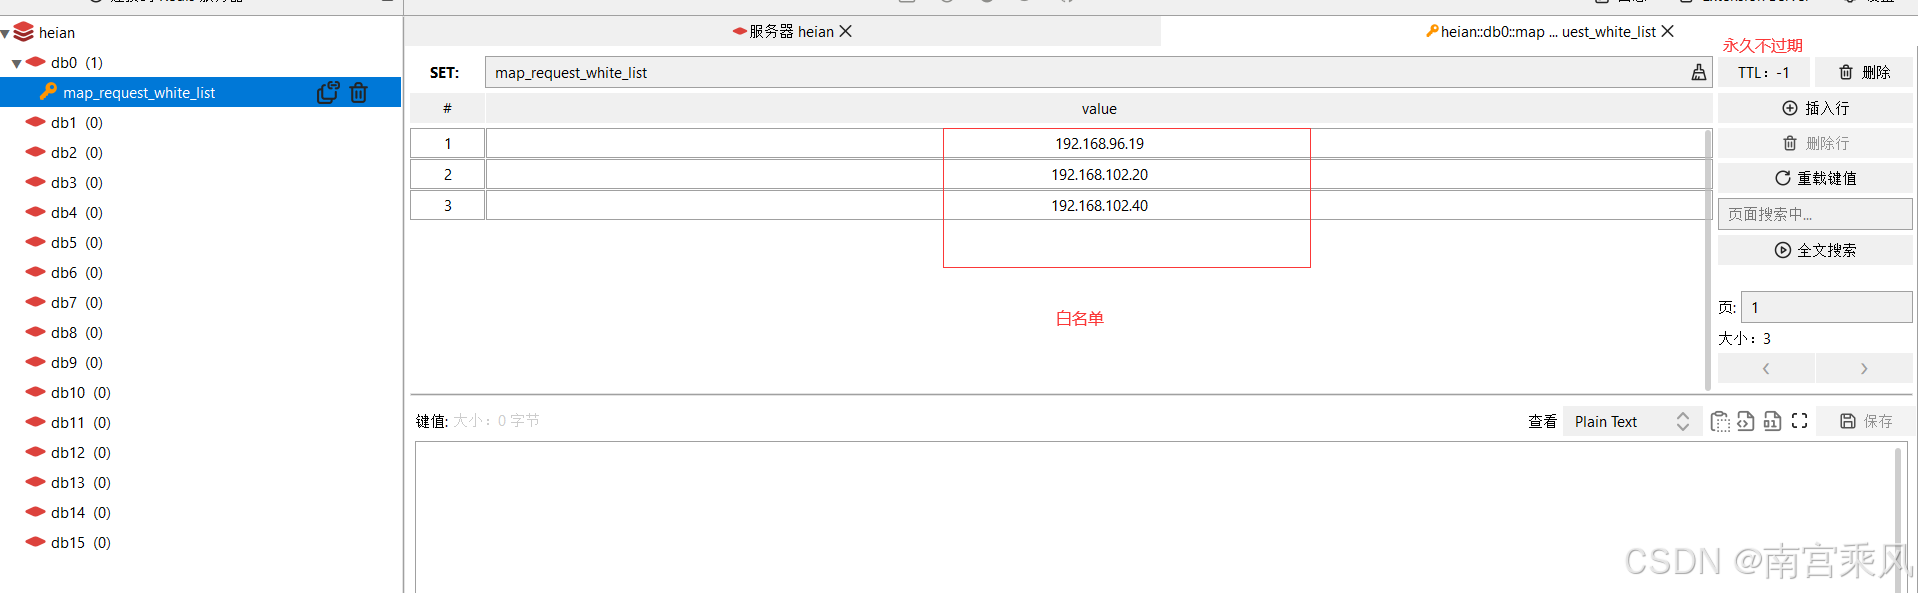 heian
db0 (1)
map_request_white_list
db1 (0)
db2 (0)
db3 (0)
db4 (0)
db5 (0)
db6 (0)
db7 (0)
db8 (0)
db9 (0)
db10 (0)
db11 (0)
db12 (0)
db13 (0)
db14 (0)
db15 (0)
服务器 heian
heian::db0::map ... uest_white_list
SET:
map_request_white_list
# value
1 192.168.96.19
2 192.168.102.20
3 192.168.102.40
白名单
永久不过期
TTL: -1
删除
插入行
删除行
重载键值
页面搜索中...
全文搜索
页: 1
大小: 3
键值: 大小: 0 字节
查看 Plain Text
保存
CSDN @南宫乘风